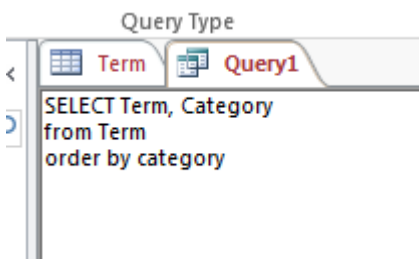 Query Type
Term Query1
SELECT Term, Category
from Term
order by category